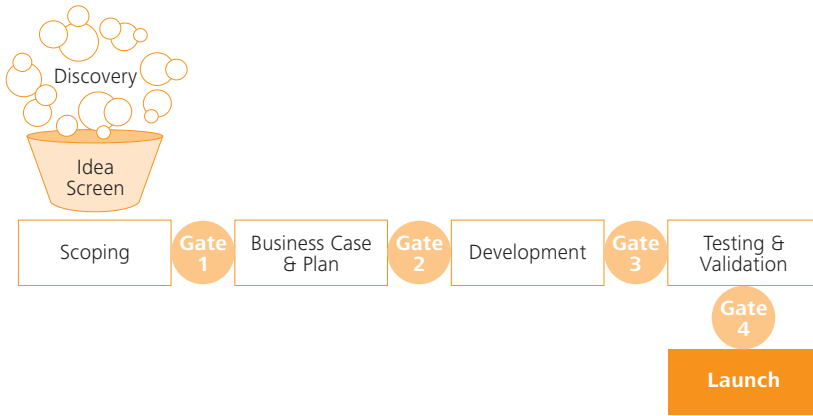 Discovery
Idea
Screen
Scoping
Gate
1
Business Case
& Plan
Gate
2
Development
Gate
3
Testing &
Validation
Gate
4
Launch